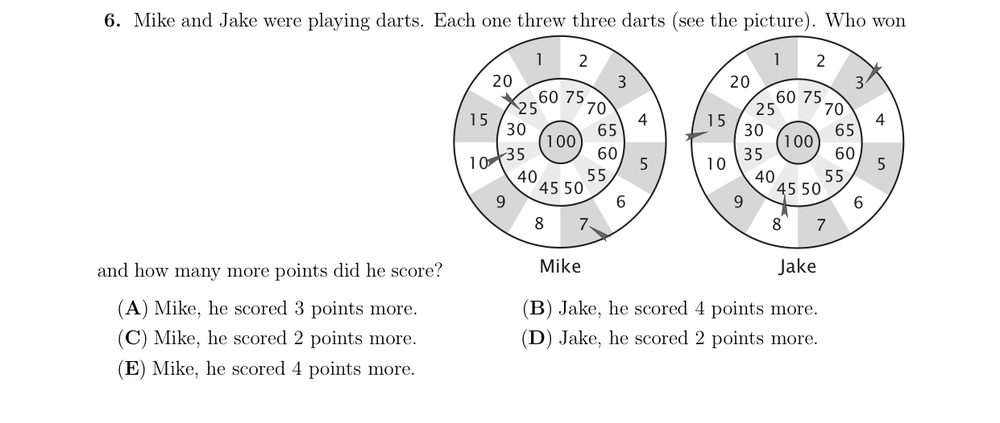 6. Mike and Jake were playing darts. Each one threw three darts (see the picture). Who won
1 2 3 4 5 6 7 8 9 10 15 20
60 75 70 65 60 55 50 45 40 35 30 25
100
Mike
1 2 3 4 5 6 7 8 9 10 15 20
60 75 70 65 60 55 50 45 40 35 30 25
100
Jake
and how many more points did he score?
(A) Mike, he scored 3 points more.
(B) Jake, he scored 4 points more.
(C) Mike, he scored 2 points more.
(D) Jake, he scored 2 points more.
(E) Mike, he scored 4 points more.